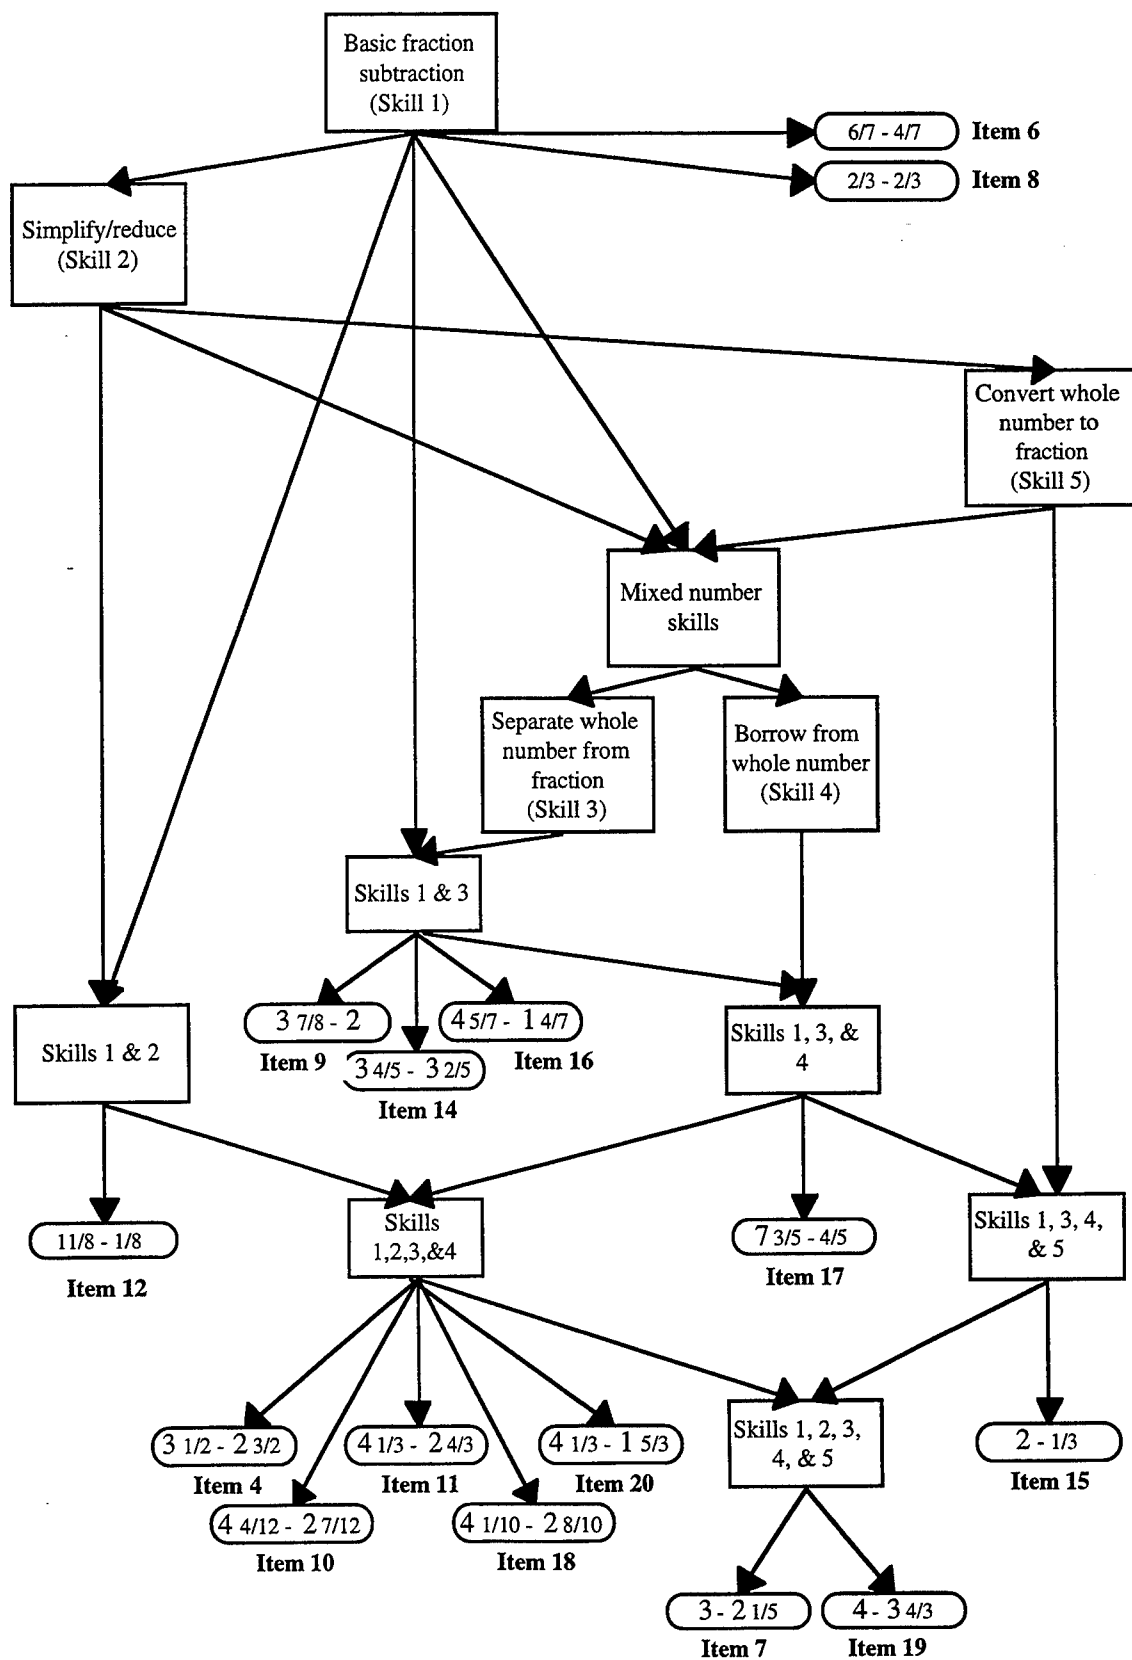 Basic fraction
subtraction
(Skill 1)
6/7 - 4/7 Item 6
2/3 - 2/3 Item 8
Simplify/reduce
(Skill 2)
Convert whole
number to
fraction
(Skill 5)
Mixed number
skills
Separate whole
number from
fraction
(Skill 3)
Borrow from
whole number
(Skill 4)
Skills 1 & 3
3 7/8 - 2
Item 9
4 5/7 - 1 4/7
Item 16
3 4/5 - 3 2/5
Item 14
Skills 1 & 2
Skills 1, 3, &
4
11/8 - 1/8
Item 12
Skills
1,2,3,&4
7 3/5 - 4/5
Item 17
Skills 1, 3, 4,
& 5
3 1/2 - 2 3/2
Item 4
4 1/3 - 2 4/3
Item 11
4 1/3 - 1 5/3
Item 20
Skills 1, 2, 3,
4, & 5
2 - 1/3
Item 15
4 4/12 - 2 7/12
Item 10
4 1/10 - 2 8/10
Item 18
3 - 2 1/5
Item 7
4 - 3 4/3
Item 19